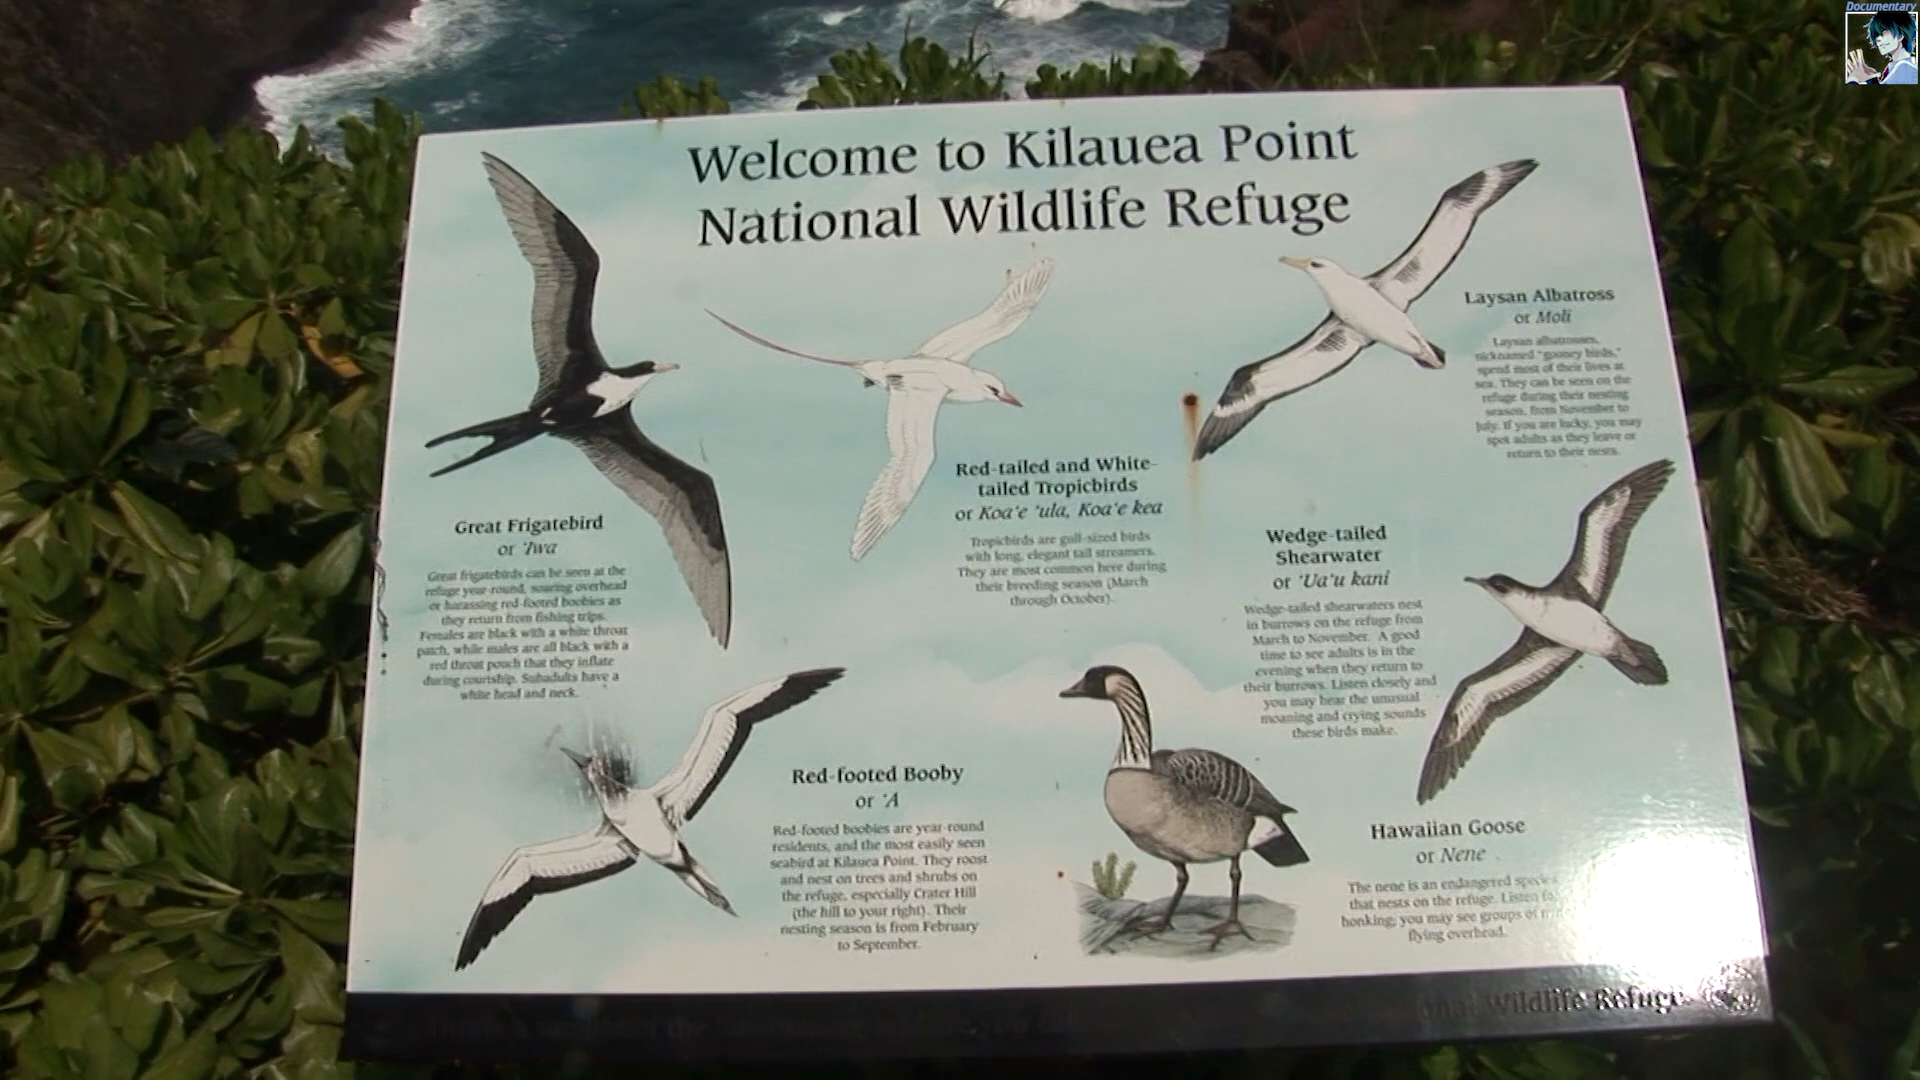 Documentary
Welcome to Kilauea Point
National Wildlife Refuge
Great Frigatebird
or ‘Iwa
Great frigatebirds can be seen at the
refuge year-round, soaring overhead
or harassing red-footed boobies as
they return from fishing trips.
Females are black with a white throat
patch, while males are all black with a
red throat pouch that they inflate
during courtship. Subadults have a
white head and neck.
Red-tailed and White-
tailed Tropicbirds
or Koa‘e ‘ula, Koa‘e kea
Tropicbirds are gull-sized birds
with long, elegant tail streamers.
They are most common here during
their breeding season (March
through October).
Laysan Albatross
or Moli
Laysan albatrosses,
nicknamed "gooney birds,"
spend most of their lives at
sea. They can be seen on the
refuge during their nesting
season, from November to
July. If you are lucky, you may
spot adults as they leave or
return to their nests.
Wedge-tailed
Shearwater
or ‘Ua‘u kani
Wedge-tailed shearwaters nest
in burrows on the refuge from
March to November. A good
time to see adults is in the
evening when they return to
their burrows. Listen closely and
you may hear the unusual
moaning and crying sounds
these birds make.
Red-footed Booby
or ‘A
Red-footed boobies are year-round
residents, and the most easily seen
seabird at Kilauea Point. They roost
and nest on trees and shrubs on
the refuge, especially Crater Hill
(the hill to your right). Their
nesting season is from February
to September.
Hawaiian Goose
or Nene
The nene is an endangered species
that nests on the refuge. Listen
honking; you may see groups of
flying overhead.
Wildlife Refuge